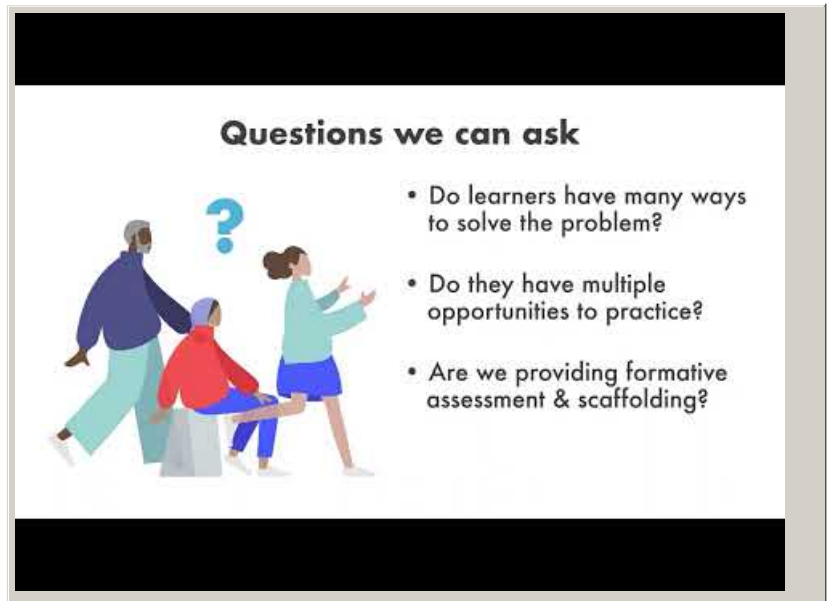 Questions we can ask
?
• Do learners have many ways
to solve the problem?
• Do they have multiple
opportunities to practice?
• Are we providing formative
assessment & scaffolding?